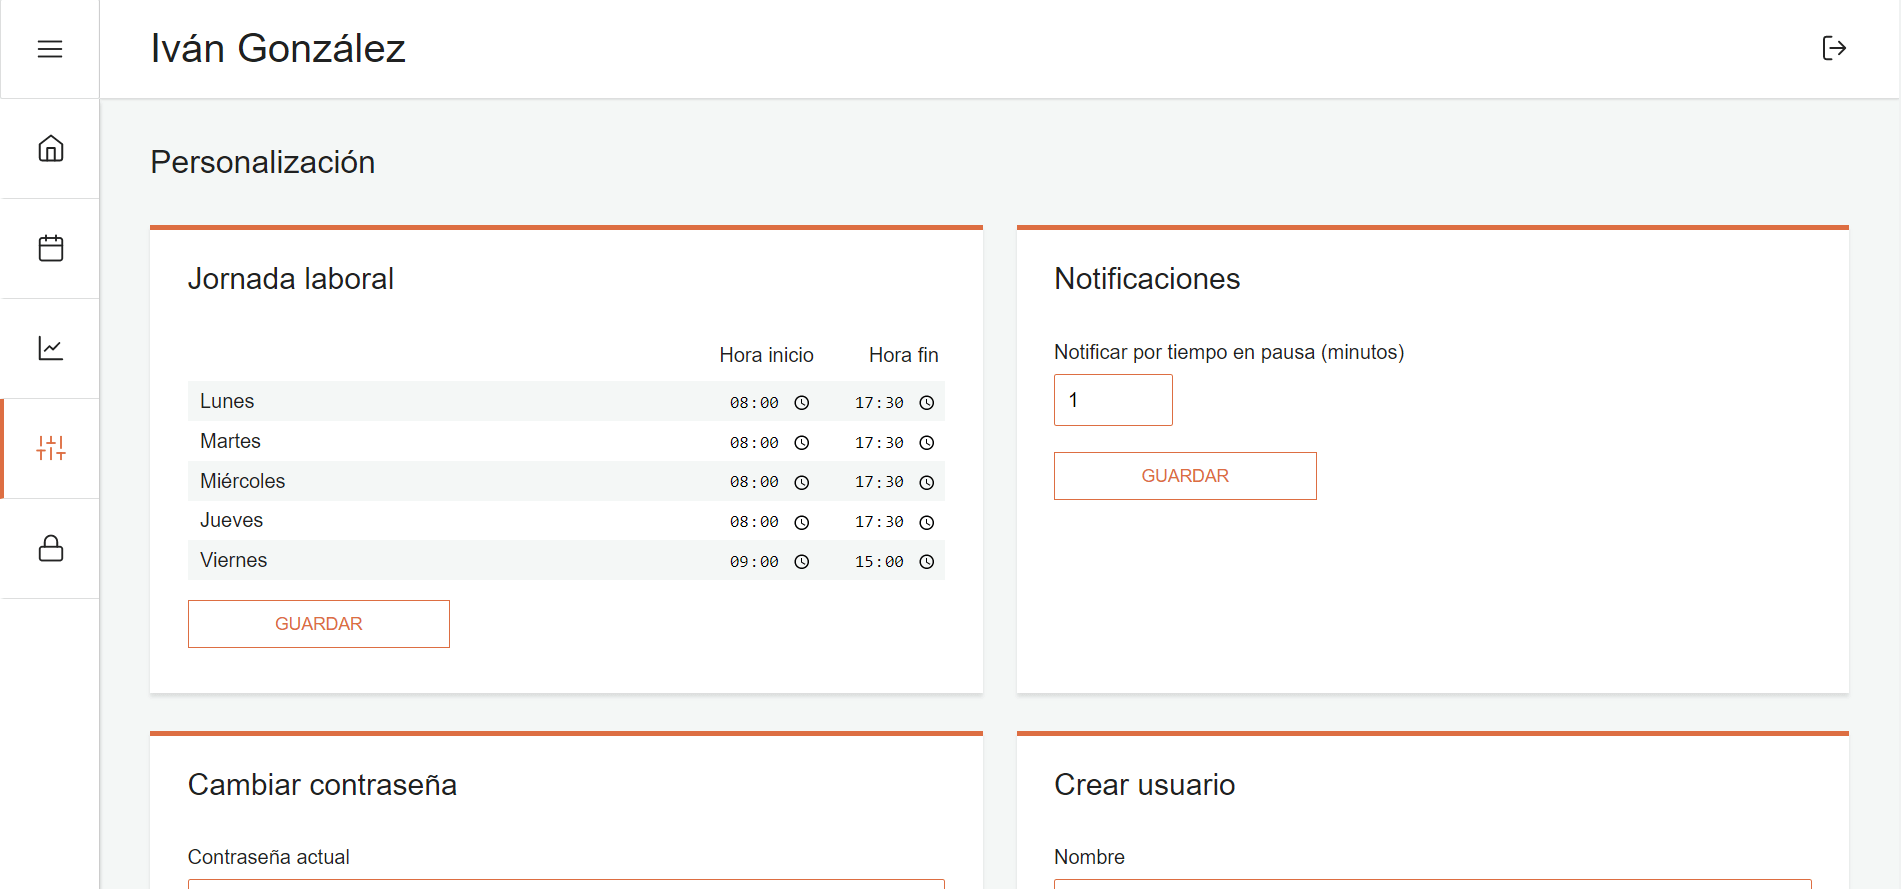 Iván González
Personalización
Jornada laboral
Hora inicio Hora fin
Lunes 08:00 17:30
Martes 08:00 17:30
Miércoles 08:00 17:30
Jueves 08:00 17:30
Viernes 09:00 15:00
GUARDAR
Notificaciones
Notificar por tiempo en pausa (minutos)
1
GUARDAR
Cambiar contraseña
Contraseña actual
Crear usuario
Nombre